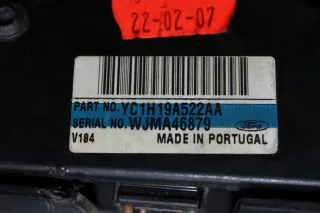 22-02-07
PART NO. YC1H19A522AA
SERIAL NO. WJMA46879
Ford
V184 MADE IN PORTUGAL